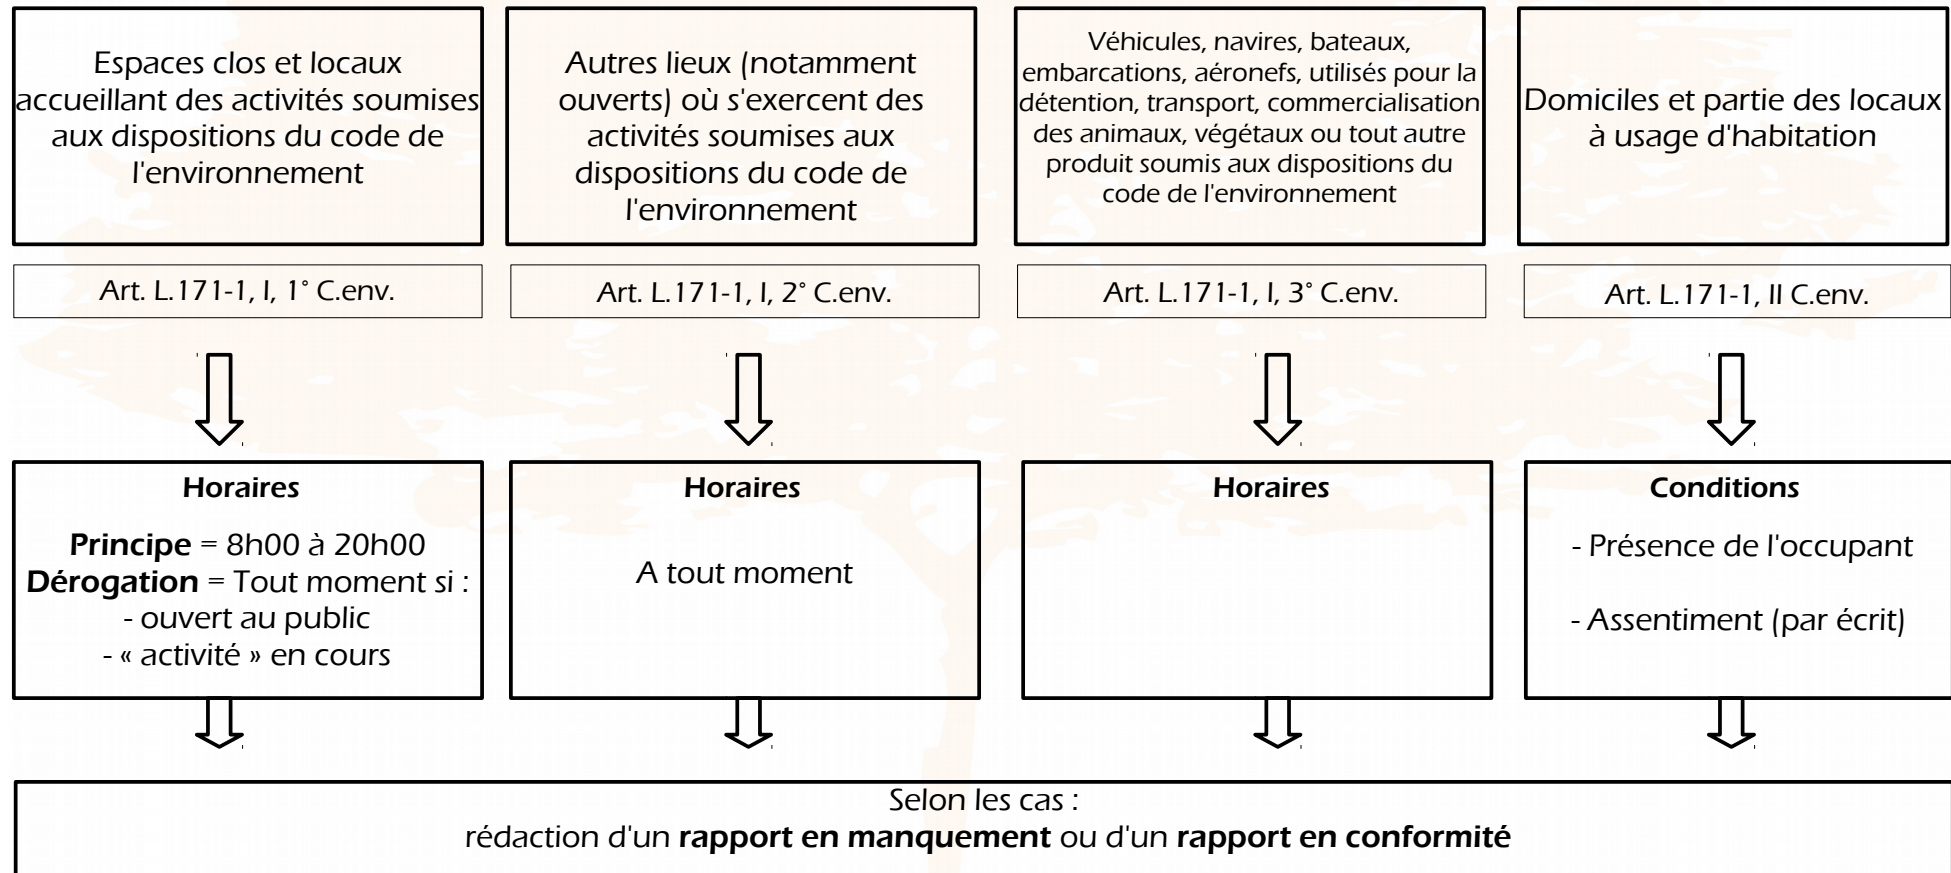 Espaces clos et locaux
accueillant des activités soumises
aux dispositions du code de
l'environnement
Autres lieux (notamment
ouverts) où s'exercent des
activités soumises aux
dispositions du code de
l'environnement
Véhicules, navires, bateaux,
embarcations, aéronefs, utilisés pour la
détention, transport, commercialisation
des animaux, végétaux ou tout autre
produit soumis aux dispositions du
code de l'environnement
Domiciles et partie des locaux
à usage d'habitation
Art. L.171-1, I, 1° C.env.
Art. L.171-1, I, 2° C.env.
Art. L.171-1, I, 3° C.env.
Art. L.171-1, II C.env.
Horaires
Principe = 8h00 à 20h00
Dérogation = Tout moment si :
- ouvert au public
- « activité » en cours
Horaires
A tout moment
Horaires
Conditions
- Présence de l'occupant
- Assentiment (par écrit)
Selon les cas :
rédaction d'un rapport en manquement ou d'un rapport en conformité